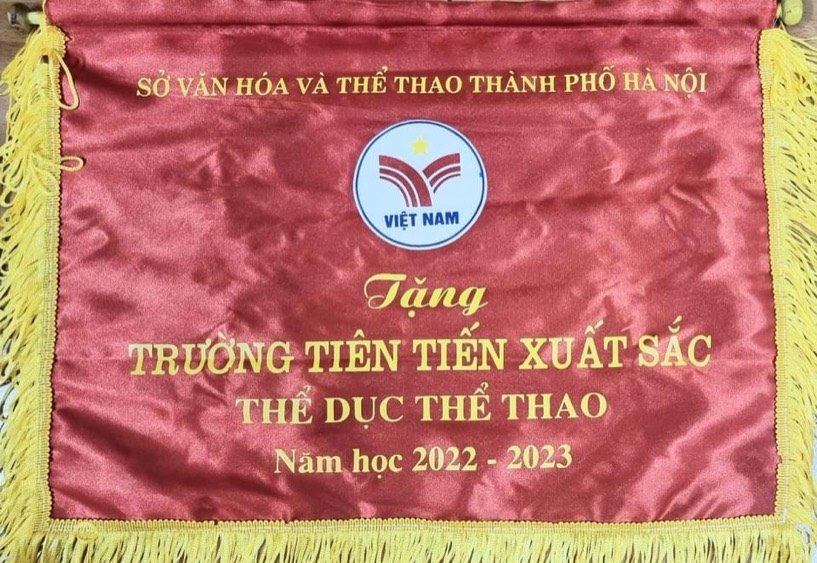 SỞ VĂN HÓA VÀ THỂ THAO THÀNH PHỐ HÀ NỘI
VIỆT NAM
Tặng
TRƯỜNG TIÊN TIẾN XUẤT SẮC
THỂ DỤC THỂ THAO
Năm học 2022 - 2023